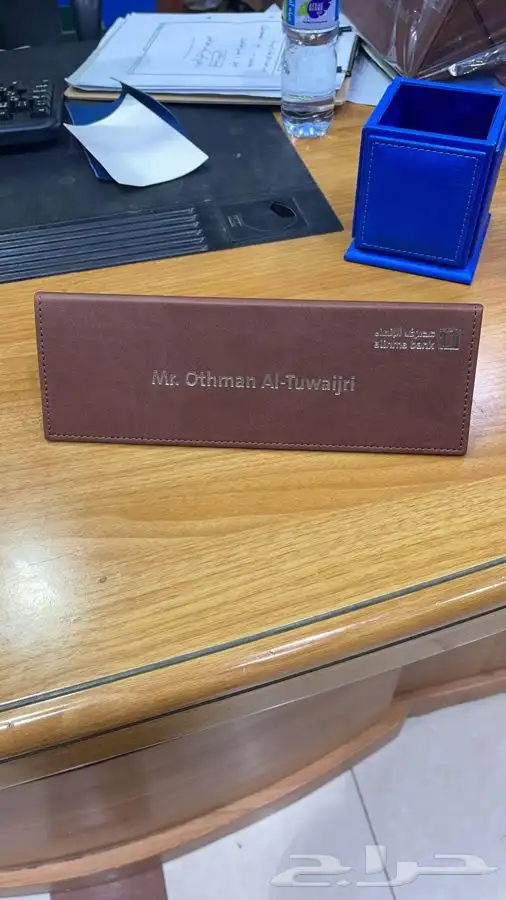 مصرف الإنماء
alinma bank
Mr. Othman Al-Tuwaijri
حراج